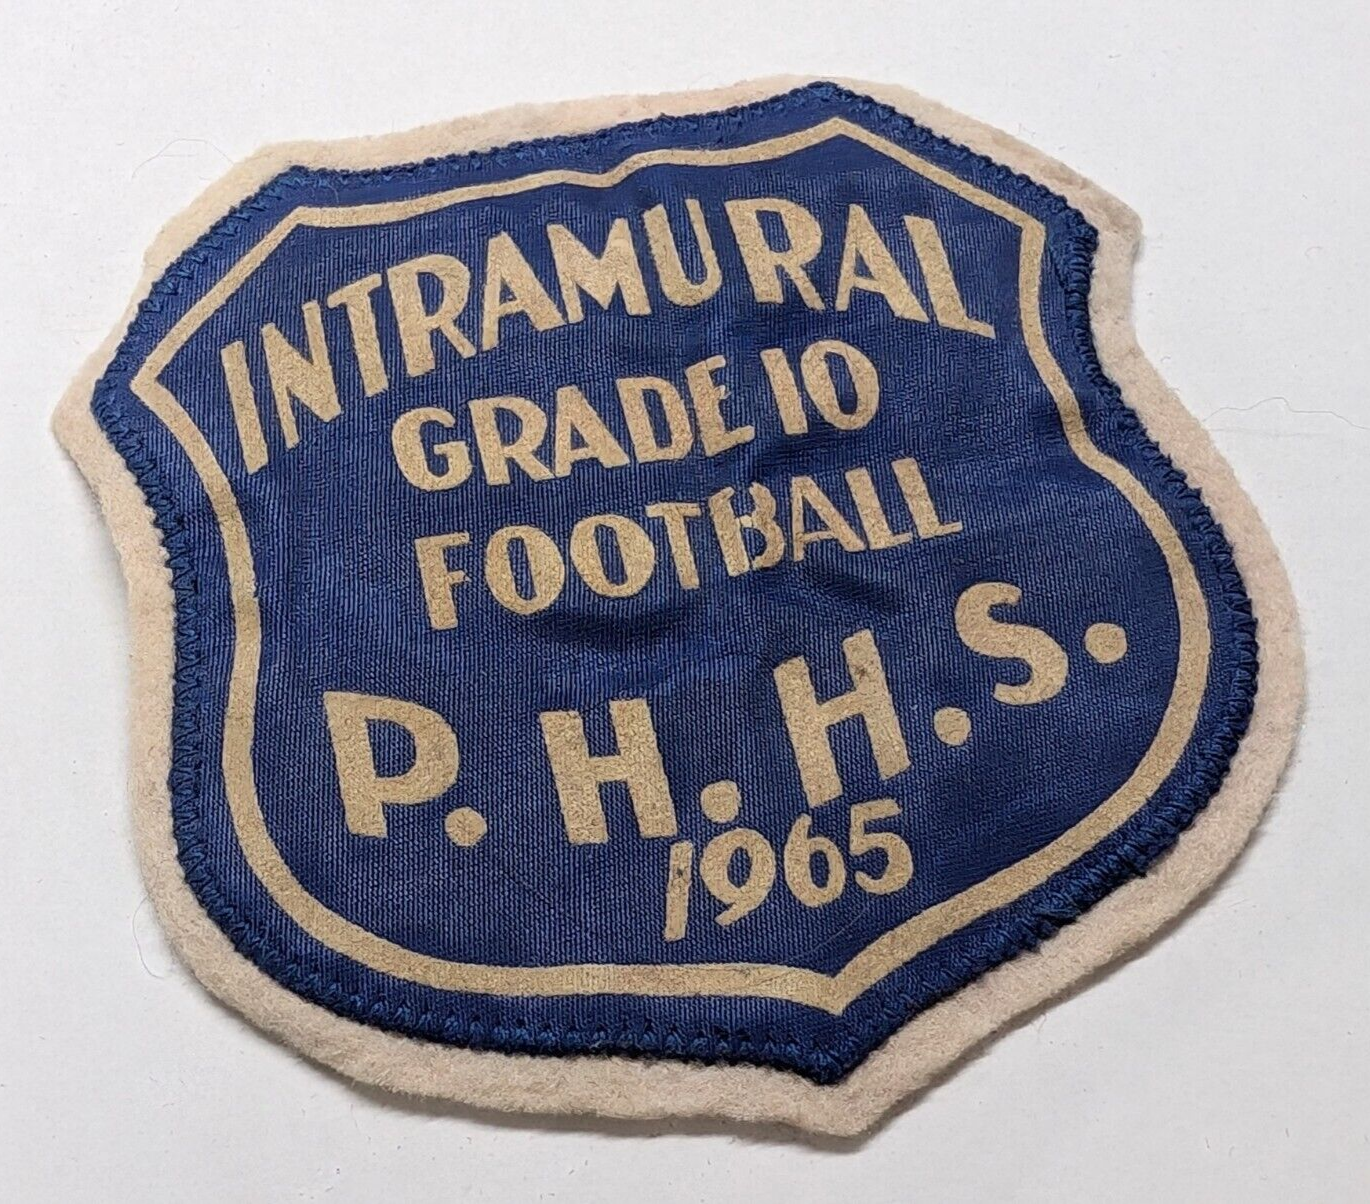 INTRAMURAL
GRADE 10
FOOTBALL
P. H. H. S.
1965